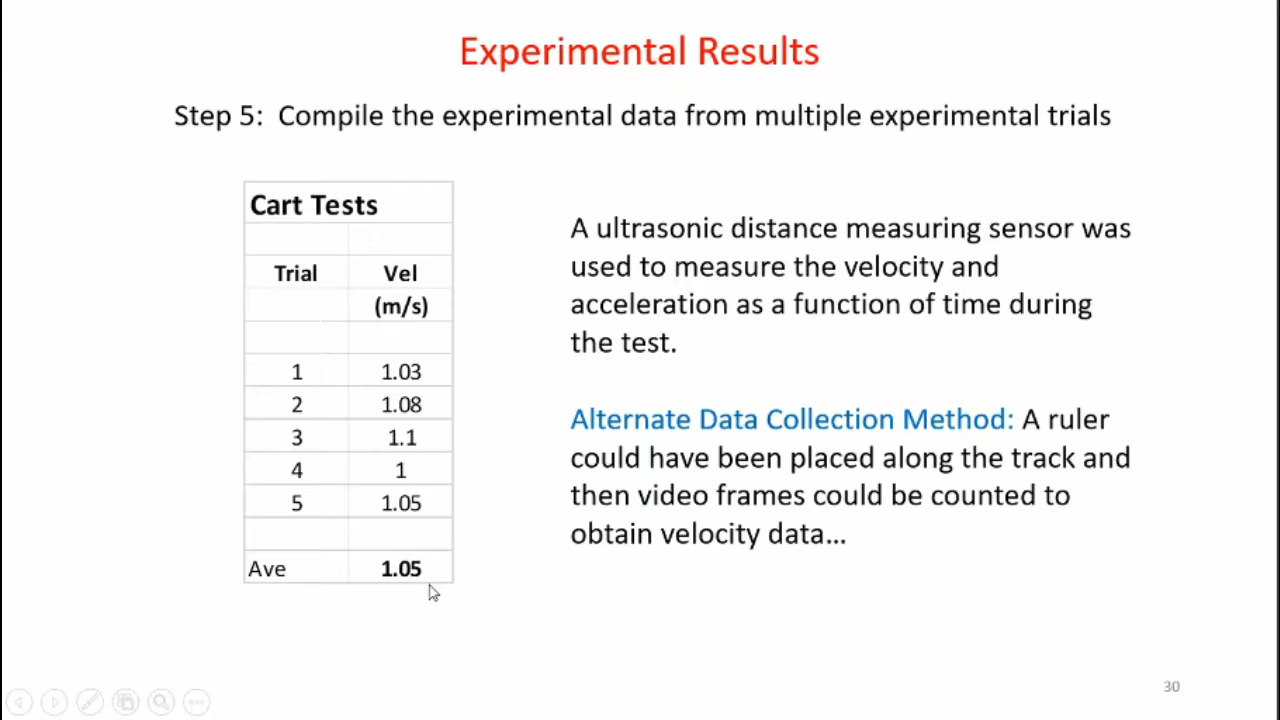 Experimental Results
Step 5:  Compile the experimental data from multiple experimental trials
Cart Tests
Trial Vel
(m/s)
1 1.03
2 1.08
3 1.1
4 1
5 1.05
Ave 1.05
A ultrasonic distance measuring sensor was
used to measure the velocity and
acceleration as a function of time during
the test.
Alternate Data Collection Method: A ruler
could have been placed along the track and
then video frames could be counted to
obtain velocity data…
30